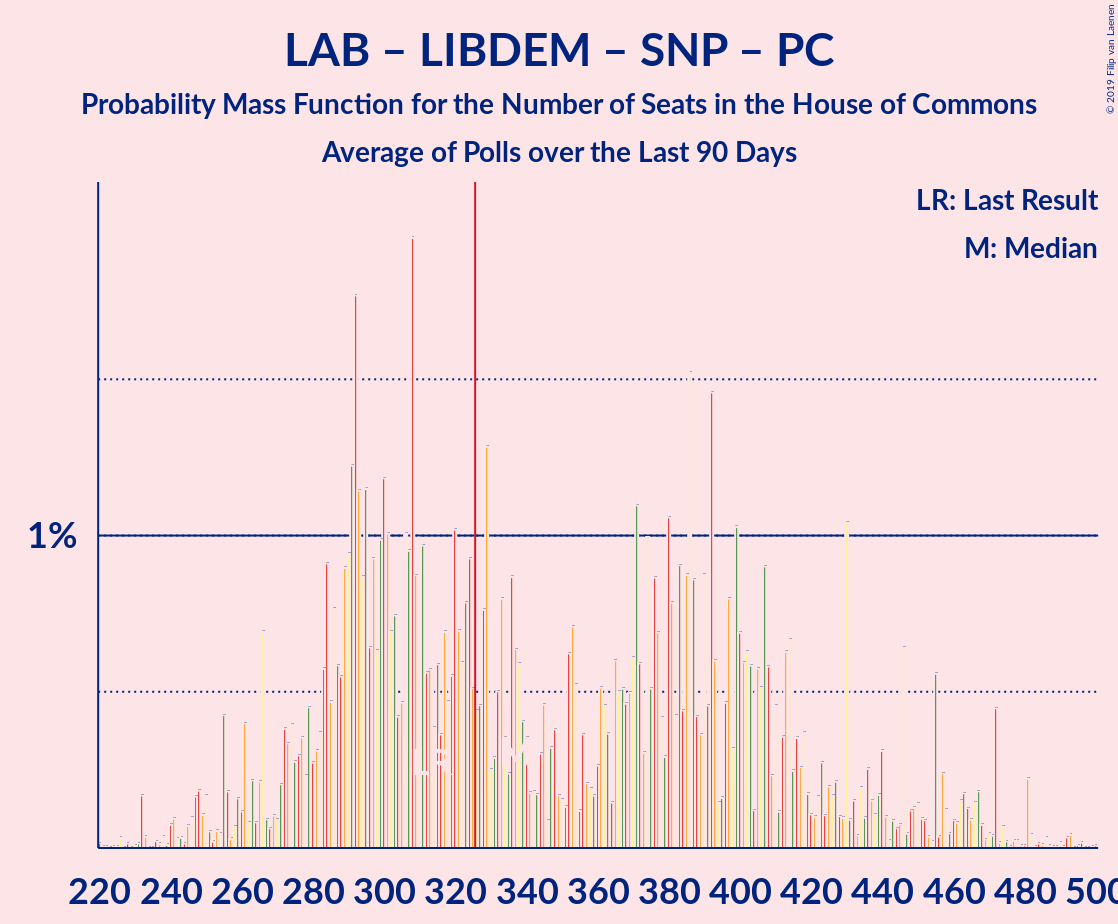 LAB – LIBDEM – SNP – PC
Probability Mass Function for the Number of Seats in the House of Commons
Average of Polls over the Last 90 Days
© 2019 Filip van Laenen
LR: Last Result
M: Median
1%
LR
M
220 240 260 280 300 320 340 360 380 400 420 440 460 480 500